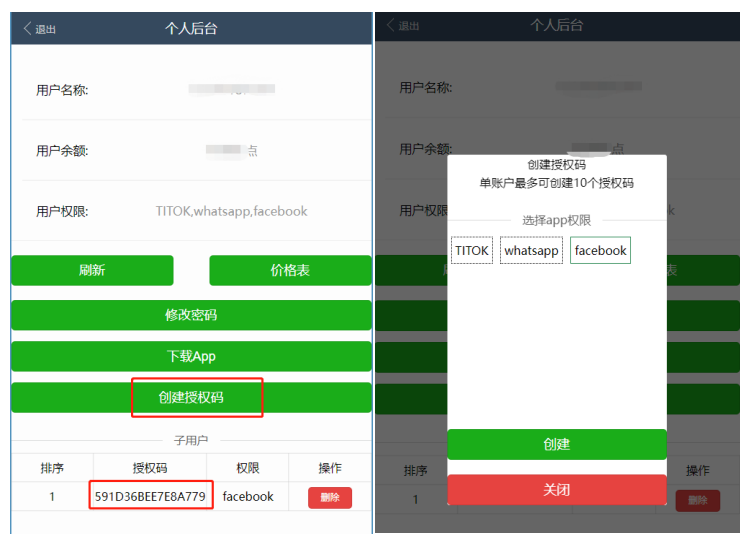 退出
个人后台
用户名称:
用户余额:
点
用户权限:
TITOK,whatsapp,facebook
刷新
价格表
修改密码
下载App
创建授权码
子用户
排序 授权码 权限 操作
1 591D36BEE7E8A779 facebook 删除
退出
个人后台
用户名称:
用户余额:
点
用户权限
k
创建授权码
单账户最多可创建10个授权码
选择app权限
TITOK whatsapp facebook
表
创建
关闭
排序
操作
1
删除